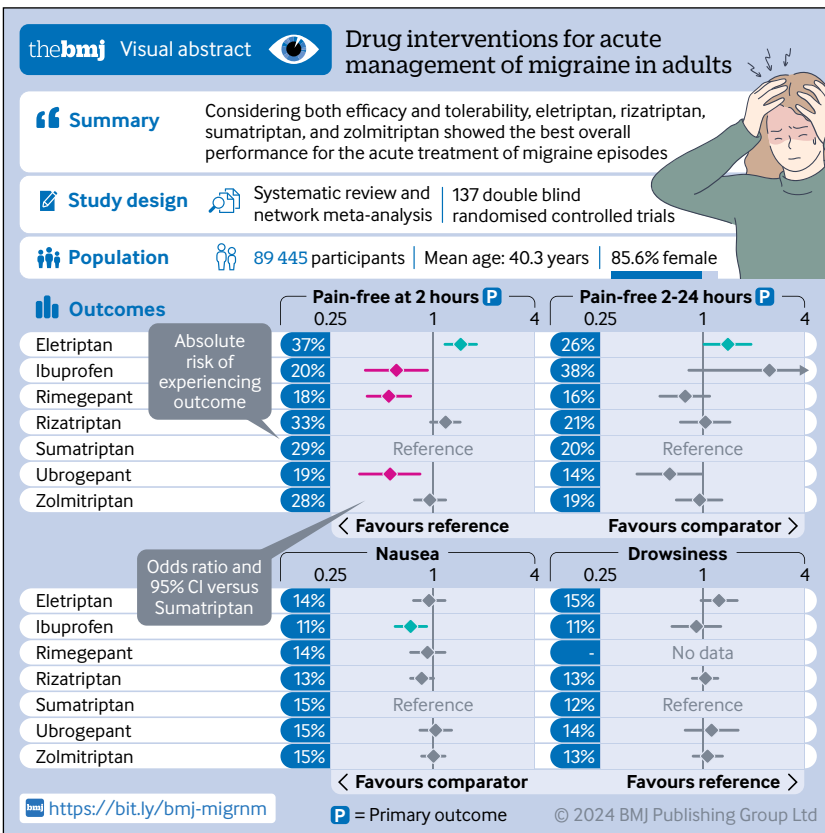 thebmj Visual abstract
Drug interventions for acute
management of migraine in adults
Summary
Considering both efficacy and tolerability, eletriptan, rizatriptan,
sumatriptan, and zolmitriptan showed the best overall
performance for the acute treatment of migraine episodes
Study design
Systematic review and
network meta-analysis
137 double blind
randomised controlled trials
Population
89 445 participants
Mean age: 40.3 years
85.6% female
Outcomes
Pain-free at 2 hours P
Pain-free 2-24 hours P
0.25 1 4
0.25 1 4
Absolute
risk of
experiencing
outcome
Eletriptan 37% 26%
Ibuprofen 20% 38%
Rimegepant 18% 16%
Rizatriptan 33% 21%
Sumatriptan 29% Reference 20% Reference
Ubrogepant 19% 14%
Zolmitriptan 28% 19%
< Favours reference
Favours comparator >
Odds ratio and
95% CI versus
Sumatriptan
Nausea
Drowsiness
0.25 1 4
0.25 1 4
Eletriptan 14% 15%
Ibuprofen 11% 11%
Rimegepant 14% - No data
Rizatriptan 13% 13%
Sumatriptan 15% Reference 12% Reference
Ubrogepant 15% 14%
Zolmitriptan 15% 13%
< Favours comparator
Favours reference >
bmj https://bit.ly/bmj-migrnm
P = Primary outcome
© 2024 BMJ Publishing Group Ltd